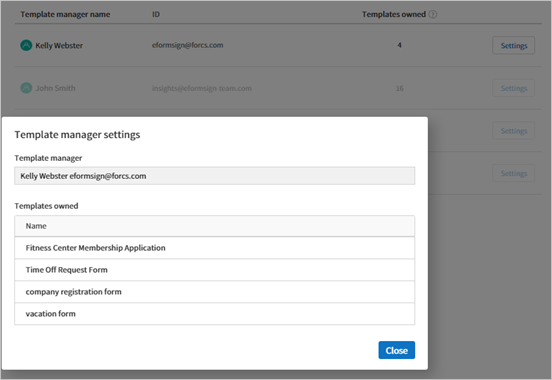 Template manager name ID Templates owned ?
Kelly Webster eformsign@forcs.com 4 Settings
John Smith insights@eformsign-team.com 16 Settings
Settings
Settings
Template manager settings
Template manager
Kelly Webster eformsign@forcs.com
Templates owned
Name
Fitness Center Membership Application
Time Off Request Form
company registration form
vacation form
Close